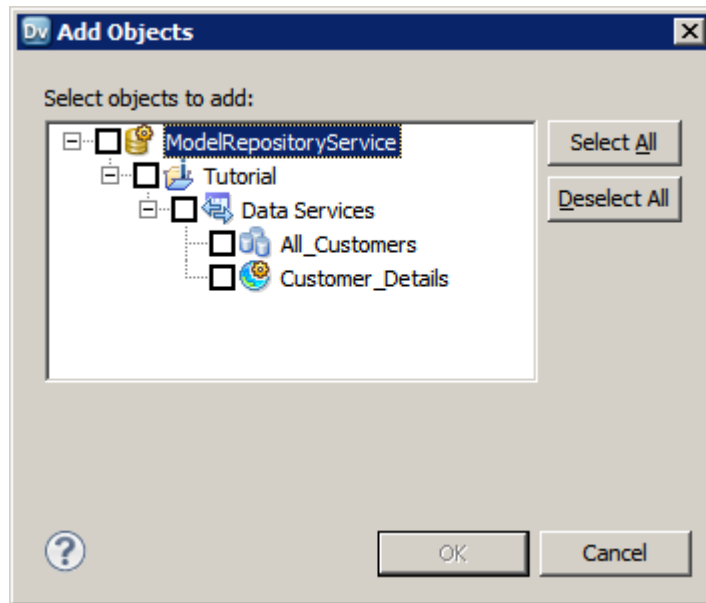 Dv Add Objects
Select objects to add:
ModelRepositoryService
Select All
Tutorial
Deselect All
Data Services
All_Customers
Customer_Details
?
OK
Cancel